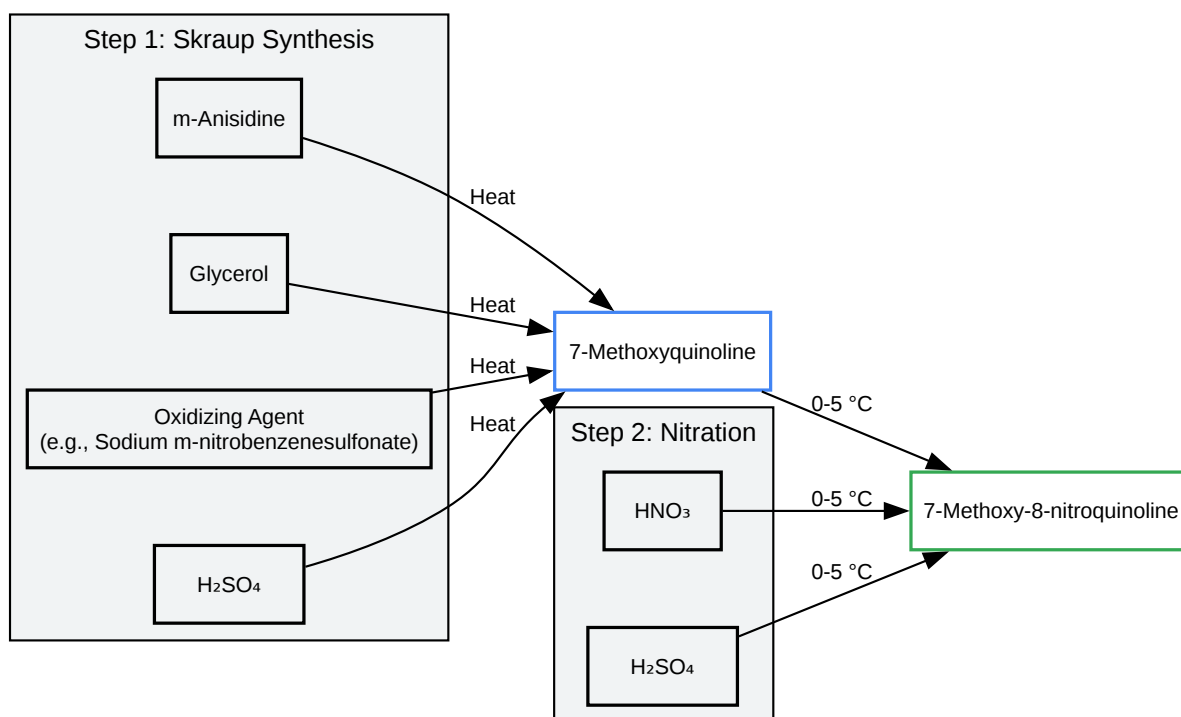 Step 1: Skraup Synthesis
m-Anisidine
Heat
Glycerol
Heat
7-Methoxyquinoline
Heat
Oxidizing Agent
(e.g., Sodium m-nitrobenzenesulfonate)
Heat
H₂SO₄
0-5 °C
Step 2: Nitration
HNO₃
0-5 °C
7-Methoxy-8-nitroquinoline
0-5 °C
H₂SO₄